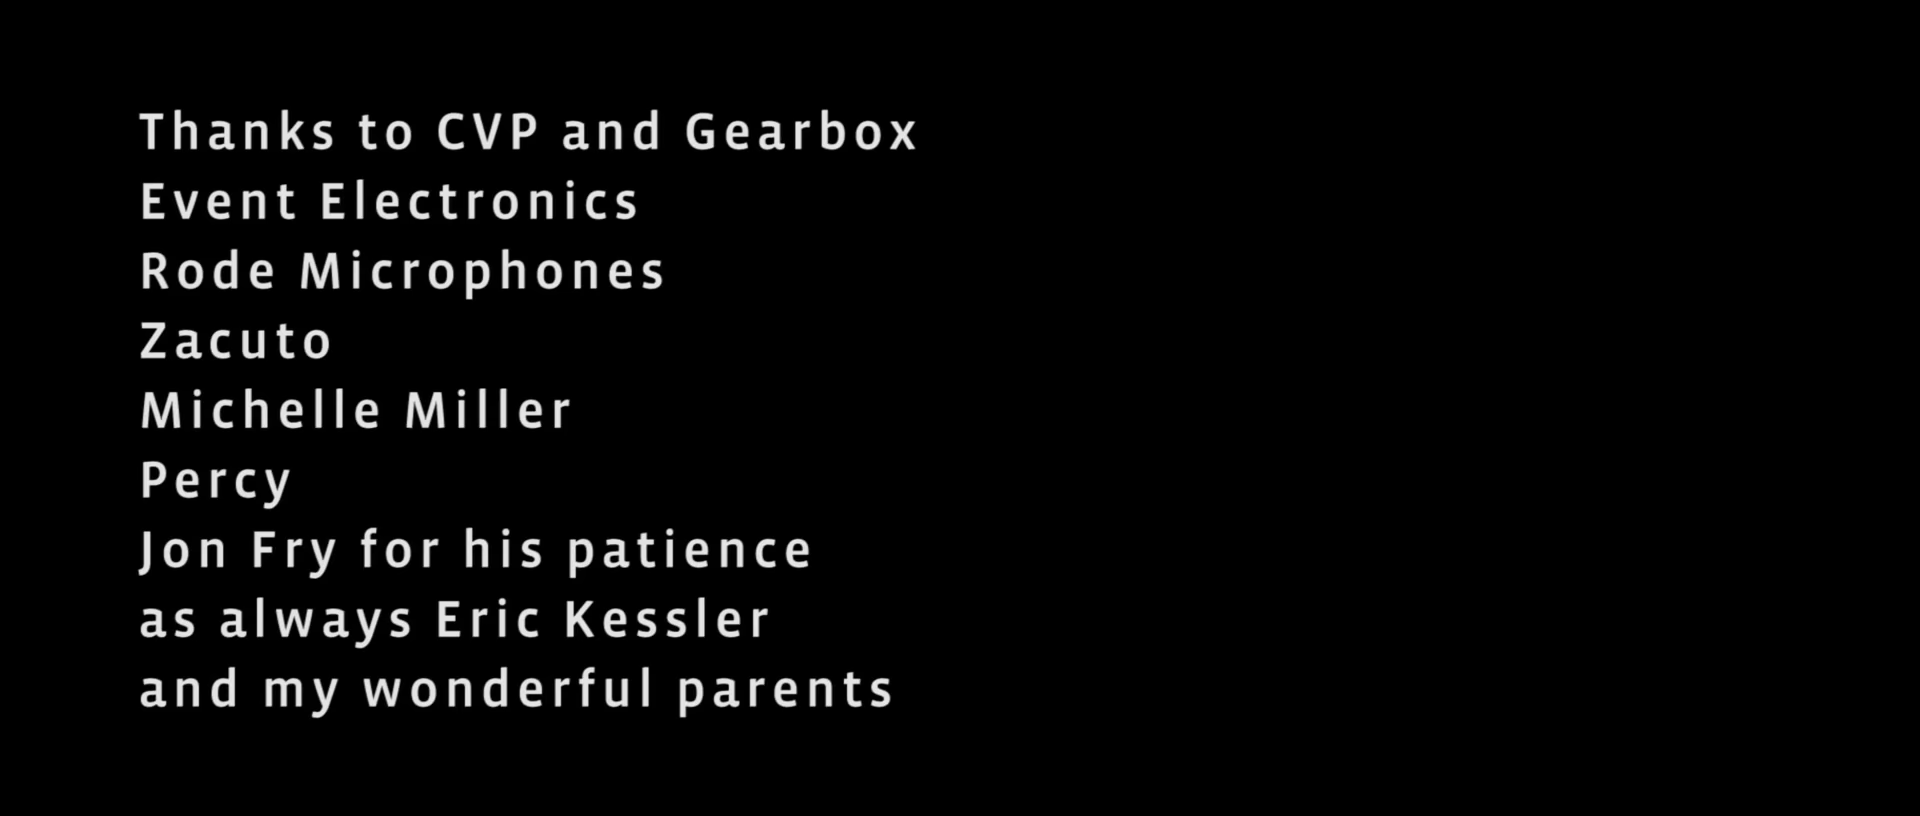 Thanks to CVP and Gearbox
Event Electronics
Rode Microphones
Zacuto
Michelle Miller
Percy
Jon Fry for his patience
as always Eric Kessler
and my wonderful parents